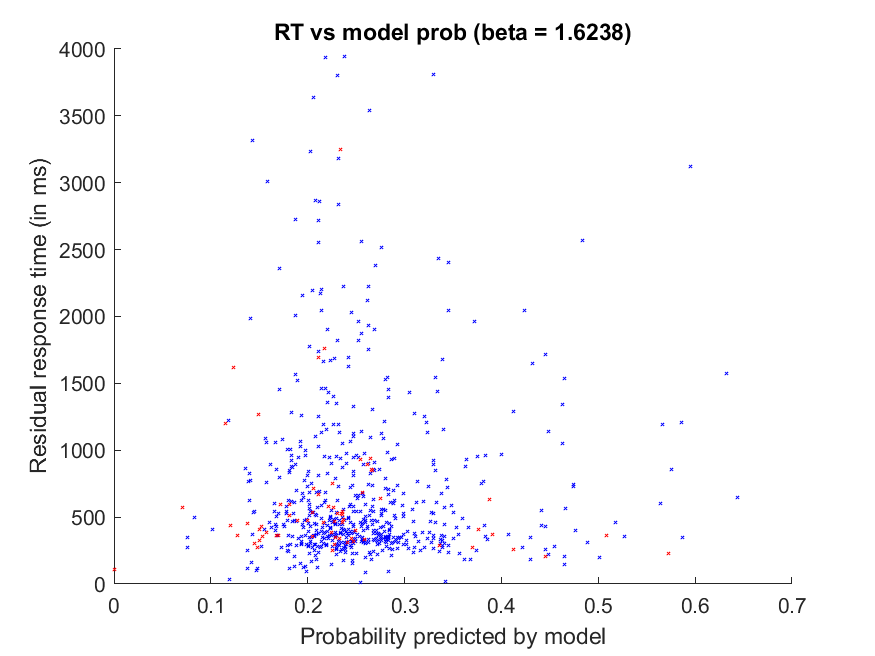 RT vs model prob (beta = 1.6238)
Residual response time (in ms)
4000
3500
3000
2500
2000
1500
1000
500
0
0 0.1 0.2 0.3 0.4 0.5 0.6 0.7
Probability predicted by model